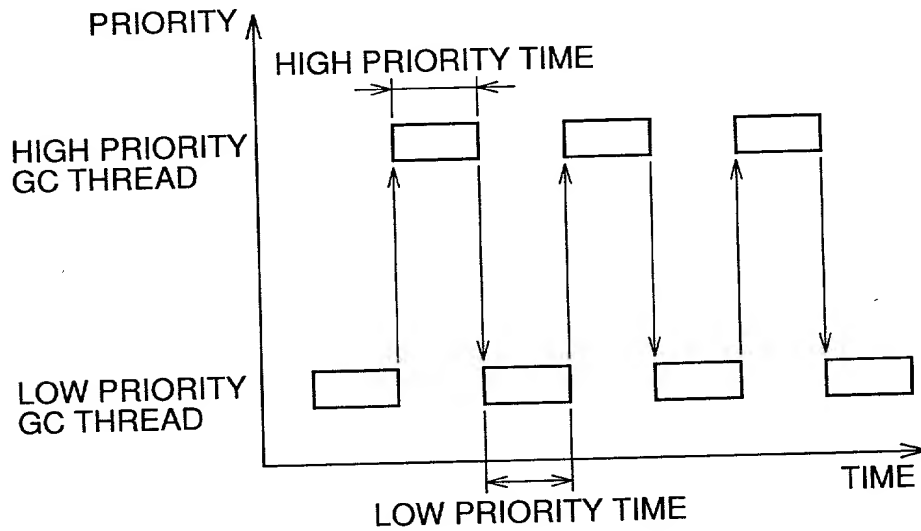 PRIORITY
HIGH PRIORITY TIME
HIGH PRIORITY
GC THREAD
LOW PRIORITY
GC THREAD
TIME
LOW PRIORITY TIME